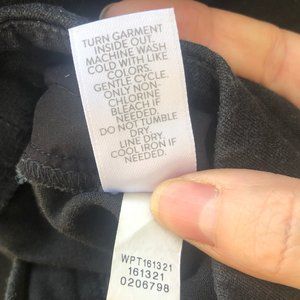 TURN GARMENT
INSIDE OUT.
MACHINE WASH
COLD WITH LIKE
COLORS.
GENTLE CYCLE.
ONLY NON-
CHLORINE
BLEACH IF
NEEDED.
DO NOT TUMBLE
DRY.
LINE DRY.
COOL IRON IF
NEEDED.
WPT161321
161321
0206798